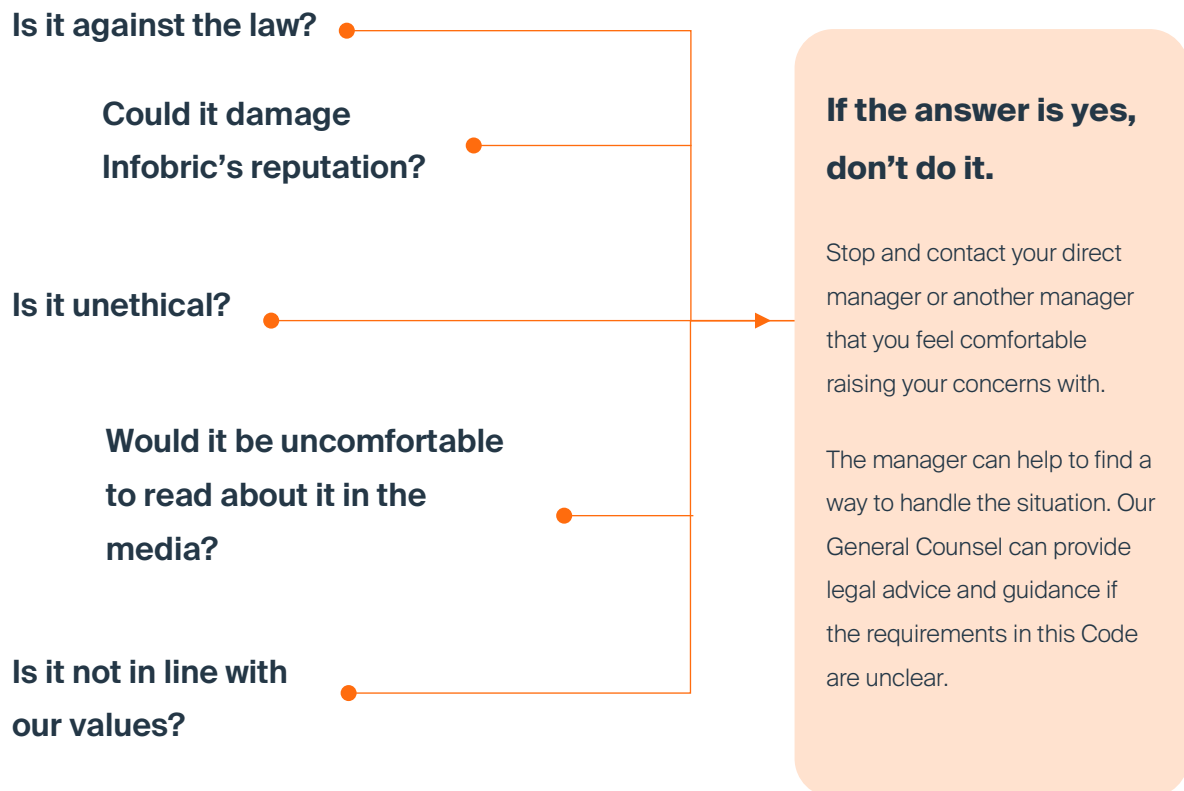 Is it against the law?
Could it damage
Infobric’s reputation?
Is it unethical?
Would it be uncomfortable
to read about it in the
media?
Is it not in line with
our values?
If the answer is yes,
don’t do it.
Stop and contact your direct
manager or another manager
that you feel comfortable
raising your concerns with.
The manager can help to find a
way to handle the situation. Our
General Counsel can provide
legal advice and guidance if
the requirements in this Code
are unclear.